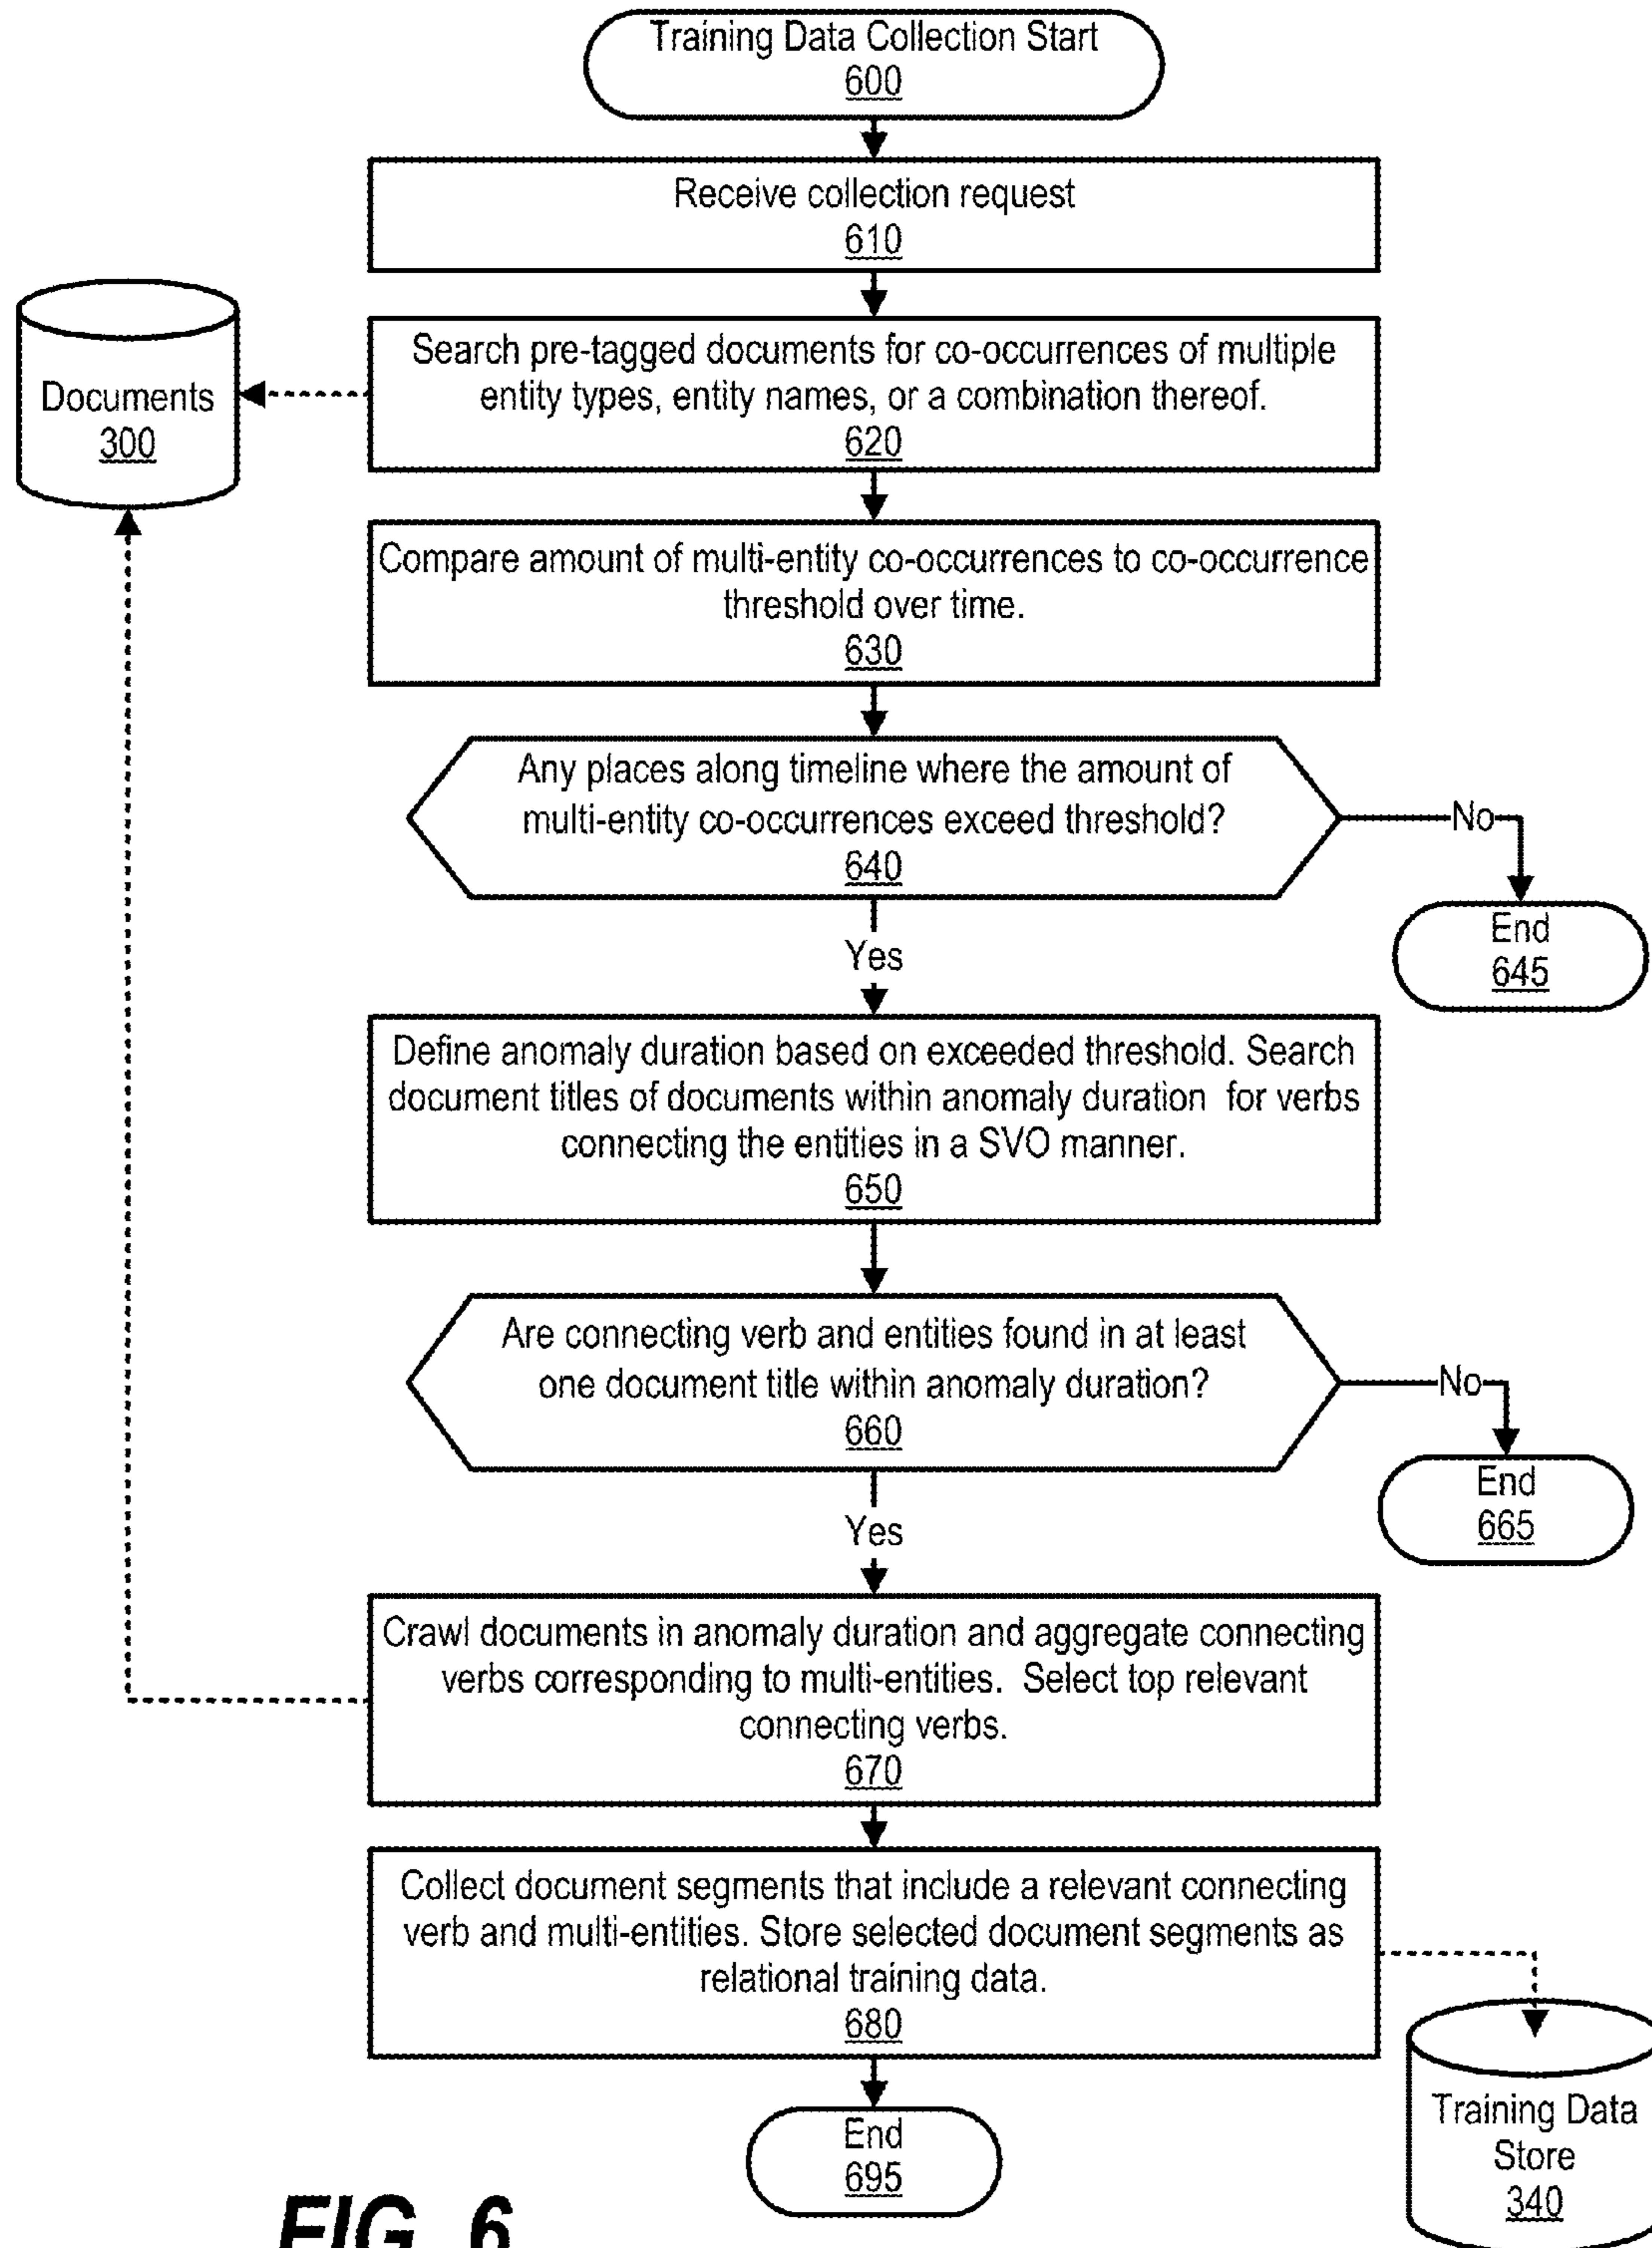 Training Data Collection Start
600
Receive collection request
610
Search pre-tagged documents for co-occurrences of multiple
entity types, entity names, or a combination thereof.
620
Documents
300
Compare amount of multi-entity co-occurrences to co-occurrence
threshold over time.
630
Any places along timeline where the amount of
multi-entity co-occurrences exceed threshold?
640
No
End
645
Yes
Define anomaly duration based on exceeded threshold. Search
document titles of documents within anomaly duration for verbs
connecting the entities in a SVO manner.
650
Are connecting verb and entities found in at least
one document title within anomaly duration?
660
No
End
665
Yes
Crawl documents in anomaly duration and aggregate connecting
verbs corresponding to multi-entities. Select top relevant
connecting verbs.
670
Collect document segments that include a relevant connecting
verb and multi-entities. Store selected document segments as
relational training data.
680
End
695
Training Data
Store
340
FIG. 6